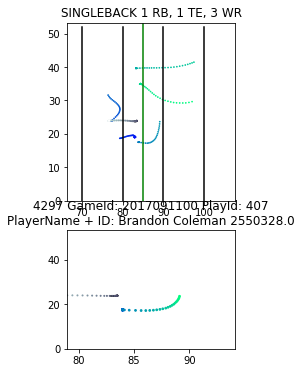 SINGLEBACK 1 RB, 1 TE, 3 WR
50
40
30
20
10
0
70 80 90 100
4297 GameId: 2017091100 PlayId: 407
PlayerName + ID: Brandon Coleman 2550328.0
40
20
0
80 85 90